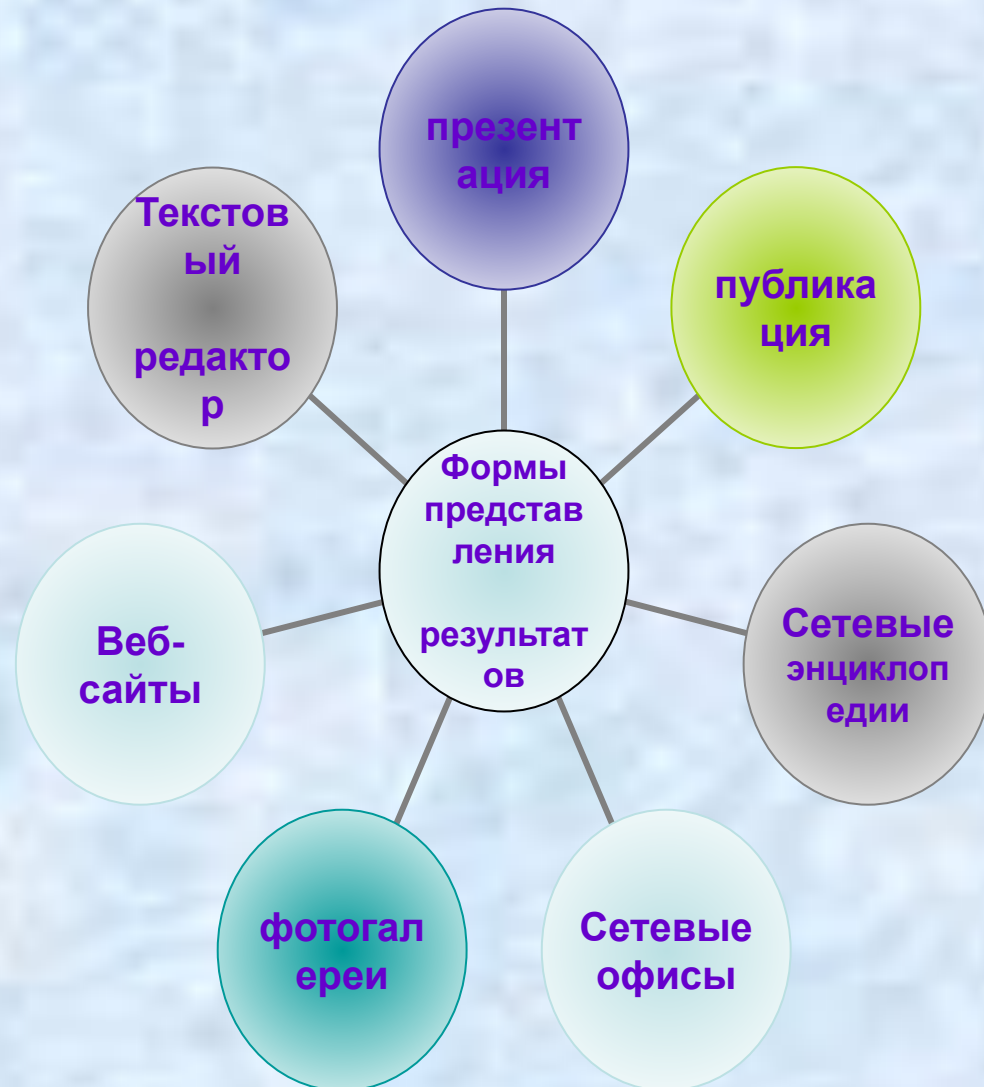 презент
ация
Текстов
ый
редакто
р
публика
ция
Формы
представ
ления
результат
ов
Веб-
сайты
Сетевые
энциклоп
едии
фотогал
ереи
Сетевые
офисы